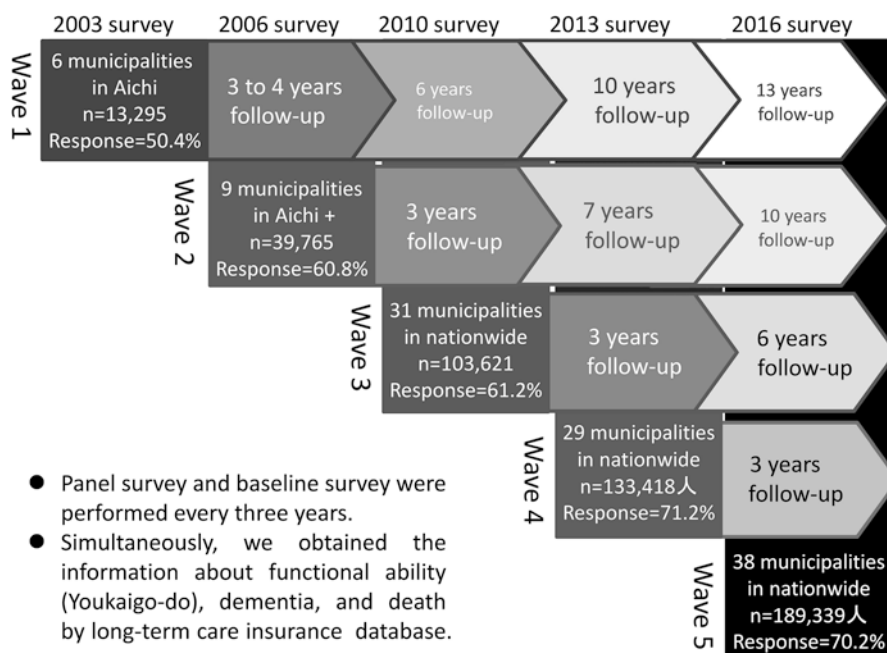 2003 survey 2006 survey 2010 survey 2013 survey 2016 survey
Wave 1
6 municipalities
in Aichi
n=13,295
Response=50.4%
3 to 4 years
follow-up
6 years
follow-up
10 years
follow-up
13 years
follow-up
Wave 2
9 municipalities
in Aichi +
n=39,765
Response=60.8%
3 years
follow-up
7 years
follow-up
10 years
follow-up
Wave 3
31 municipalities
in nationwide
n=103,621
Response=61.2%
3 years
follow-up
6 years
follow-up
Wave 4
29 municipalities
in nationwide
n=133,418人
Response=71.2%
3 years
follow-up
Wave 5
38 municipalities
in nationwide
n=189,339人
Response=70.2%
● Panel survey and baseline survey were
performed every three years.
● Simultaneously, we obtained the
information about functional ability
(Youkaigo-do), dementia, and death
by long-term care insurance database.